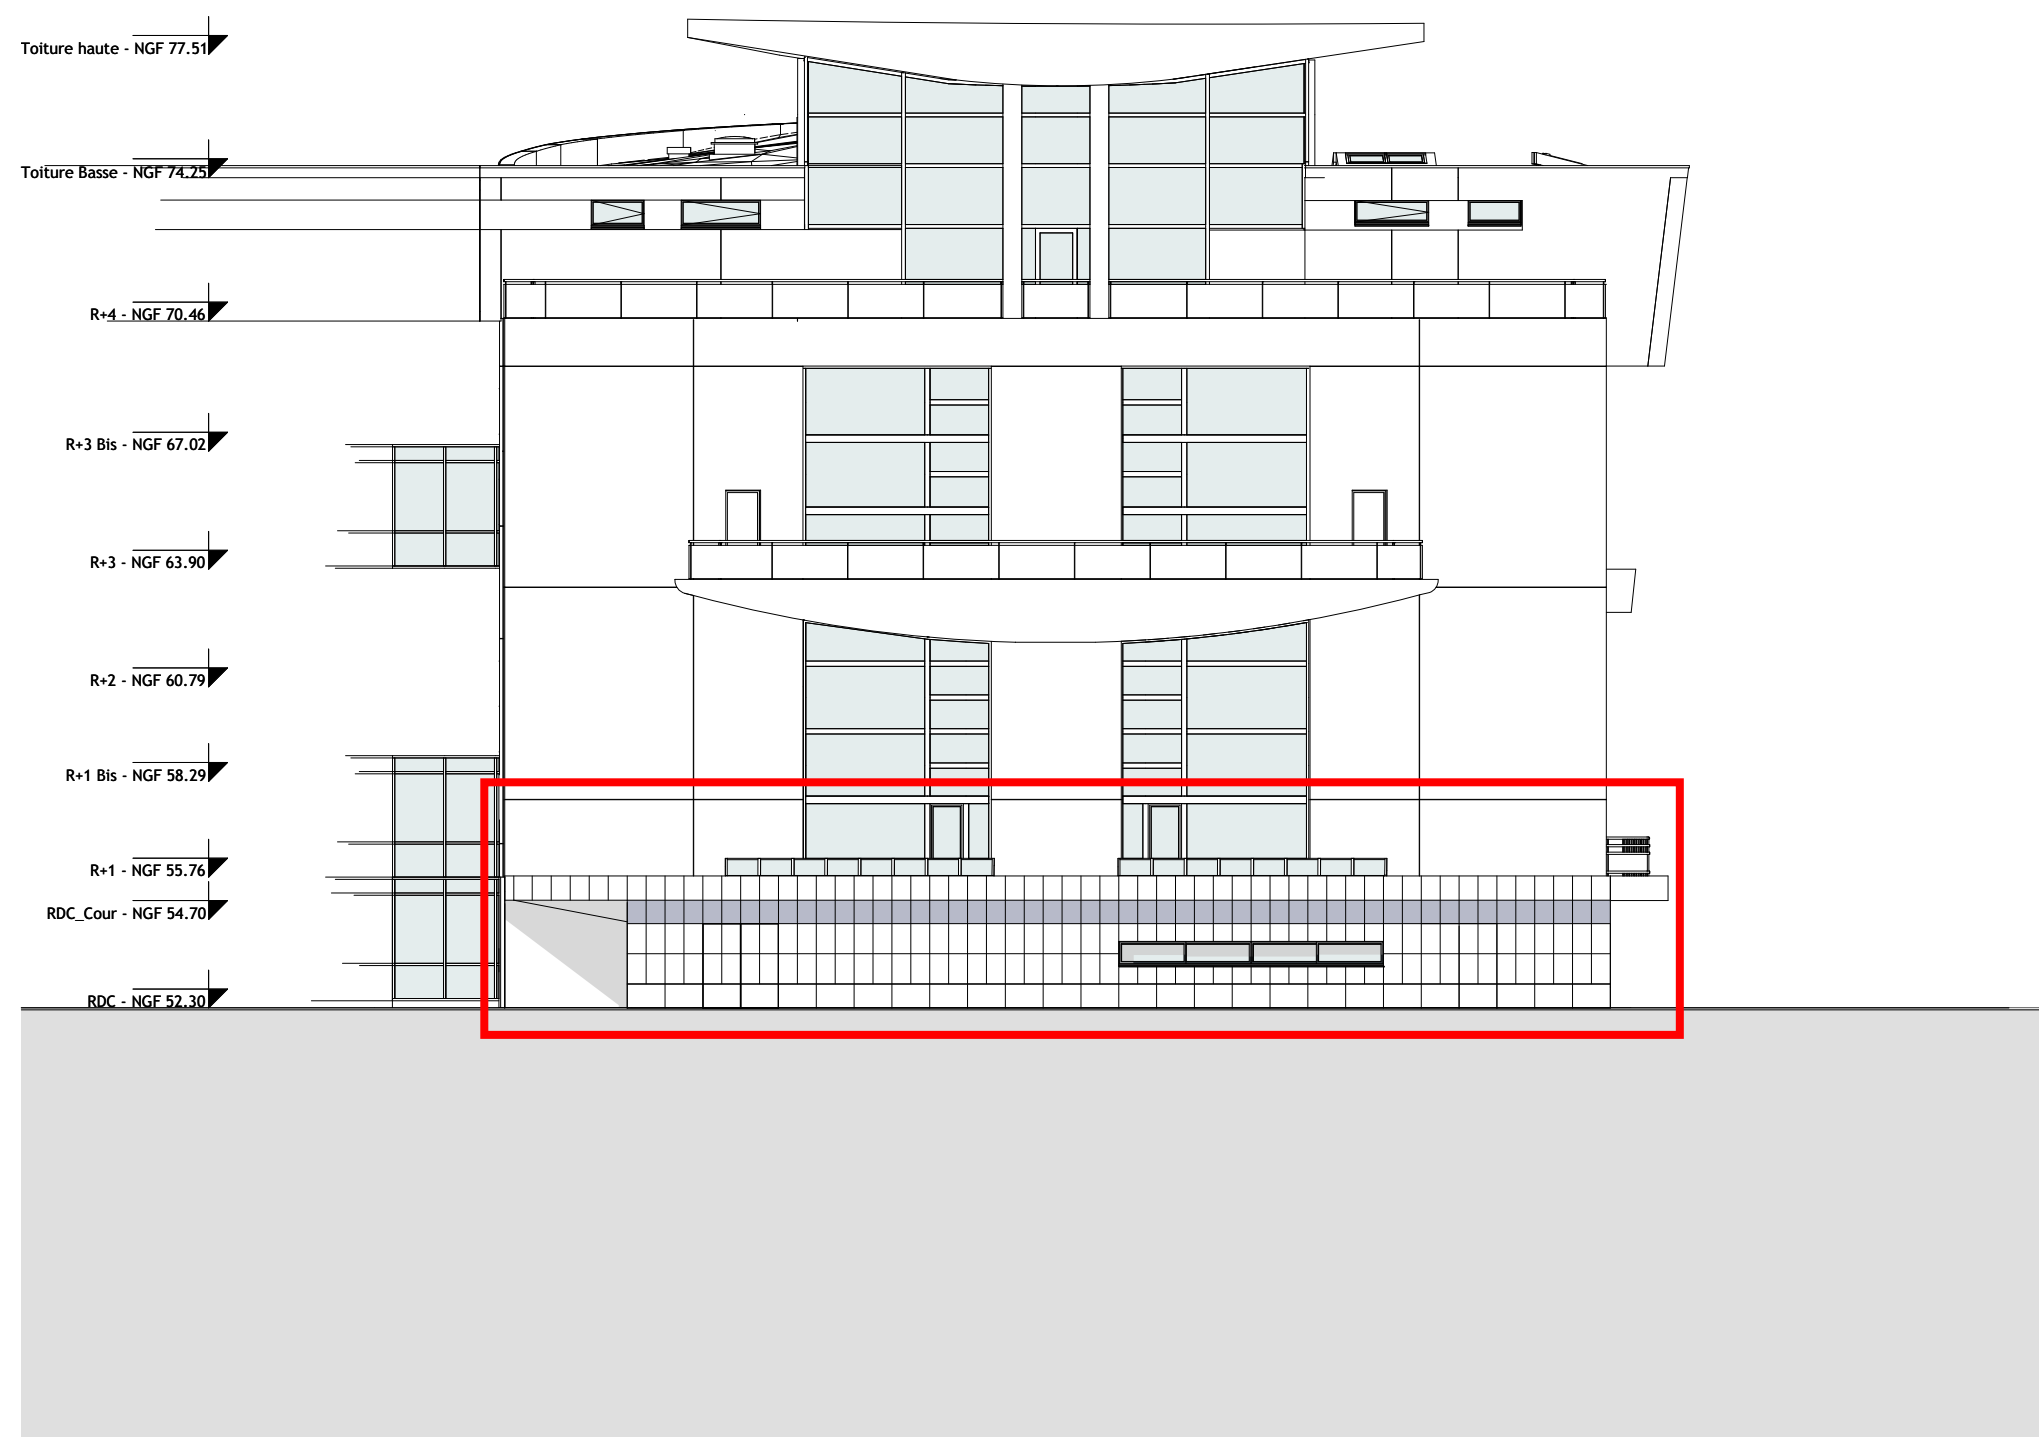 Toiture haute - NGF 77.51
Toiture Basse - NGF 74.25
R+4 - NGF 70.46
R+3 Bis - NGF 67.02
R+3 - NGF 63.90
R+2 - NGF 60.79
R+1 Bis - NGF 58.29
R+1 - NGF 55.76
RDC_Cour - NGF 54.70
RDC - NGF 52.30